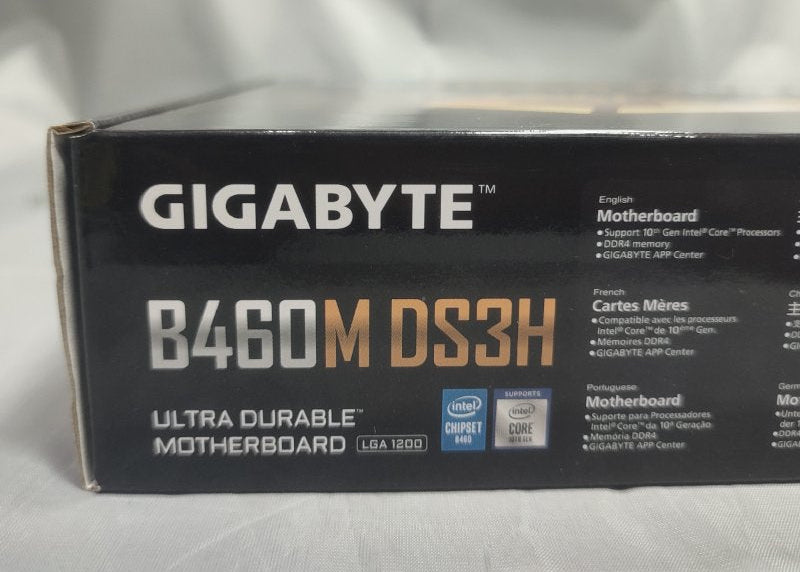 GIGABYTE™
B460M DS3H
ULTRA DURABLE™
MOTHERBOARD LGA 1200
intel
CHIPSET
B460
SUPPORTS
intel
CORE
10TH GEN
English
Motherboard
● Support 10th Gen Intel® Core™ Processors
● DDR4 memory
● GIGABYTE APP Center
French
Cartes Mères
● Compatible avec les processeurs
Intel® Core™ de 10ème Gen.
● Mémoires DDR4
● GIGABYTE APP Center
Portuguese
Motherboard
● Suporte para Processadores
Intel® Core™ da 10ª Geração
● Memória DDR4
● GIGABYTE APP Center